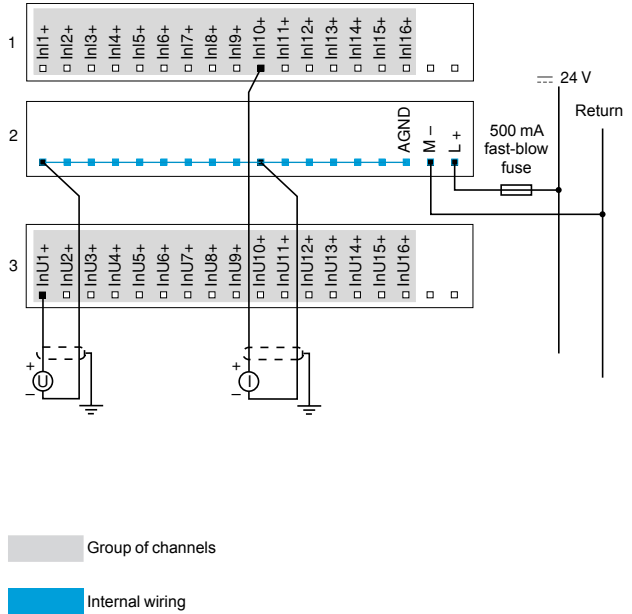 1
InI1+ InI2+ InI3+ InI4+ InI5+ InI6+ InI7+ InI8+ InI9+ InI10+ InI11+ InI12+ InI13+ InI14+ InI15+ InI16+
24 V
Return
2
AGND M – L +
500 mA
fast-blow
fuse
3
InU1+ InU2+ InU3+ InU4+ InU5+ InU6+ InU7+ InU8+ InU9+ InU10+ InU11+ InU12+ InU13+ InU14+ InU15+ InU16+
+ +
U I
– –
Group of channels
Internal wiring